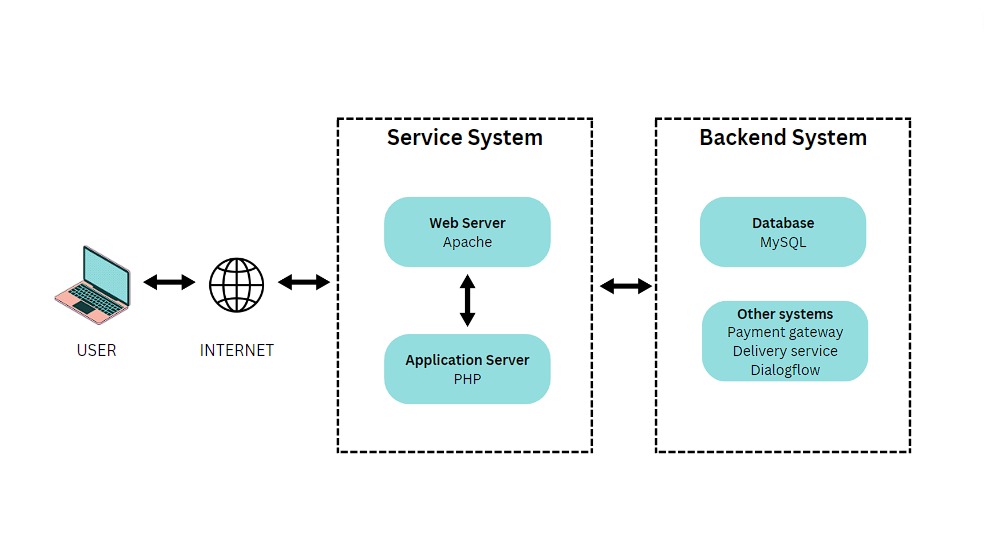 Service System
Backend System
Web Server
Apache
Database
MySQL
Other systems
Payment gateway
Delivery service
Dialogflow
USER
INTERNET
Application Server
PHP